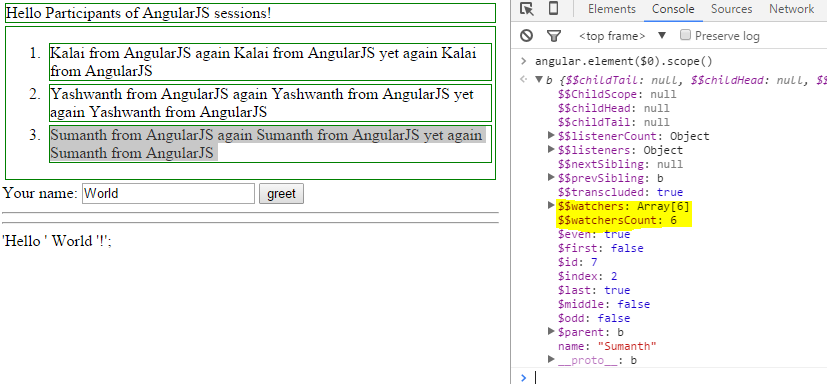 Hello Participants of AngularJS sessions!
1. Kalai from AngularJS again Kalai from AngularJS yet again Kalai
from AngularJS
2. Yashwanth from AngularJS again Yashwanth from AngularJS yet
again Yashwanth from AngularJS
3. Sumanth from AngularJS again Sumanth from AngularJS yet again
Sumanth from AngularJS
Your name: World greet
'Hello ' World '!';
Elements Console Sources Network
<top frame> ▼ Preserve log
> angular.element($0).scope()
b {$$childTail: null, $$childHead: null, $$
$$ChildScope: null
$$childHead: null
$$childTail: null
$$listenerCount: Object
$$listeners: Object
$$nextSibling: null
$$prevSibling: b
$$transcluded: true
$$watchers: Array[6]
$$watchersCount: 6
$even: true
$first: false
$id: 7
$index: 2
$last: true
$middle: false
$odd: false
$parent: b
name: "Sumanth"
__proto__: b
>